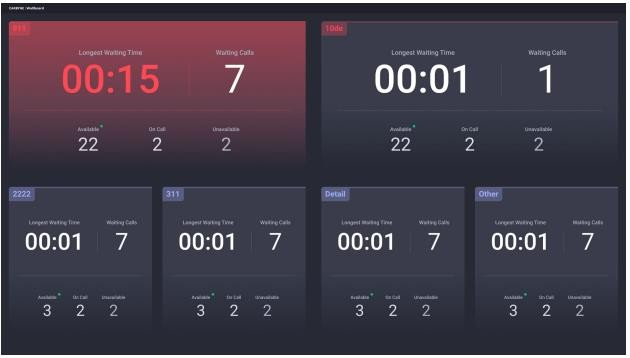 CARBYNE | Wallboard
911
Longest Waiting Time Waiting Calls
00:15 7
Available On Call Unavailable
22 2 2
10de
Longest Waiting Time Waiting Calls
00:01 1
Available On Call Unavailable
22 2 2
2222
Longest Waiting Time Waiting Calls
00:01 7
Available On Call Unavailable
3 2 2
311
Longest Waiting Time Waiting Calls
00:01 7
Available On Call Unavailable
3 2 2
Detail
Longest Waiting Time Waiting Calls
00:01 7
Available On Call Unavailable
3 2 2
Other
Longest Waiting Time Waiting Calls
00:01 7
Available On Call Unavailable
3 2 2